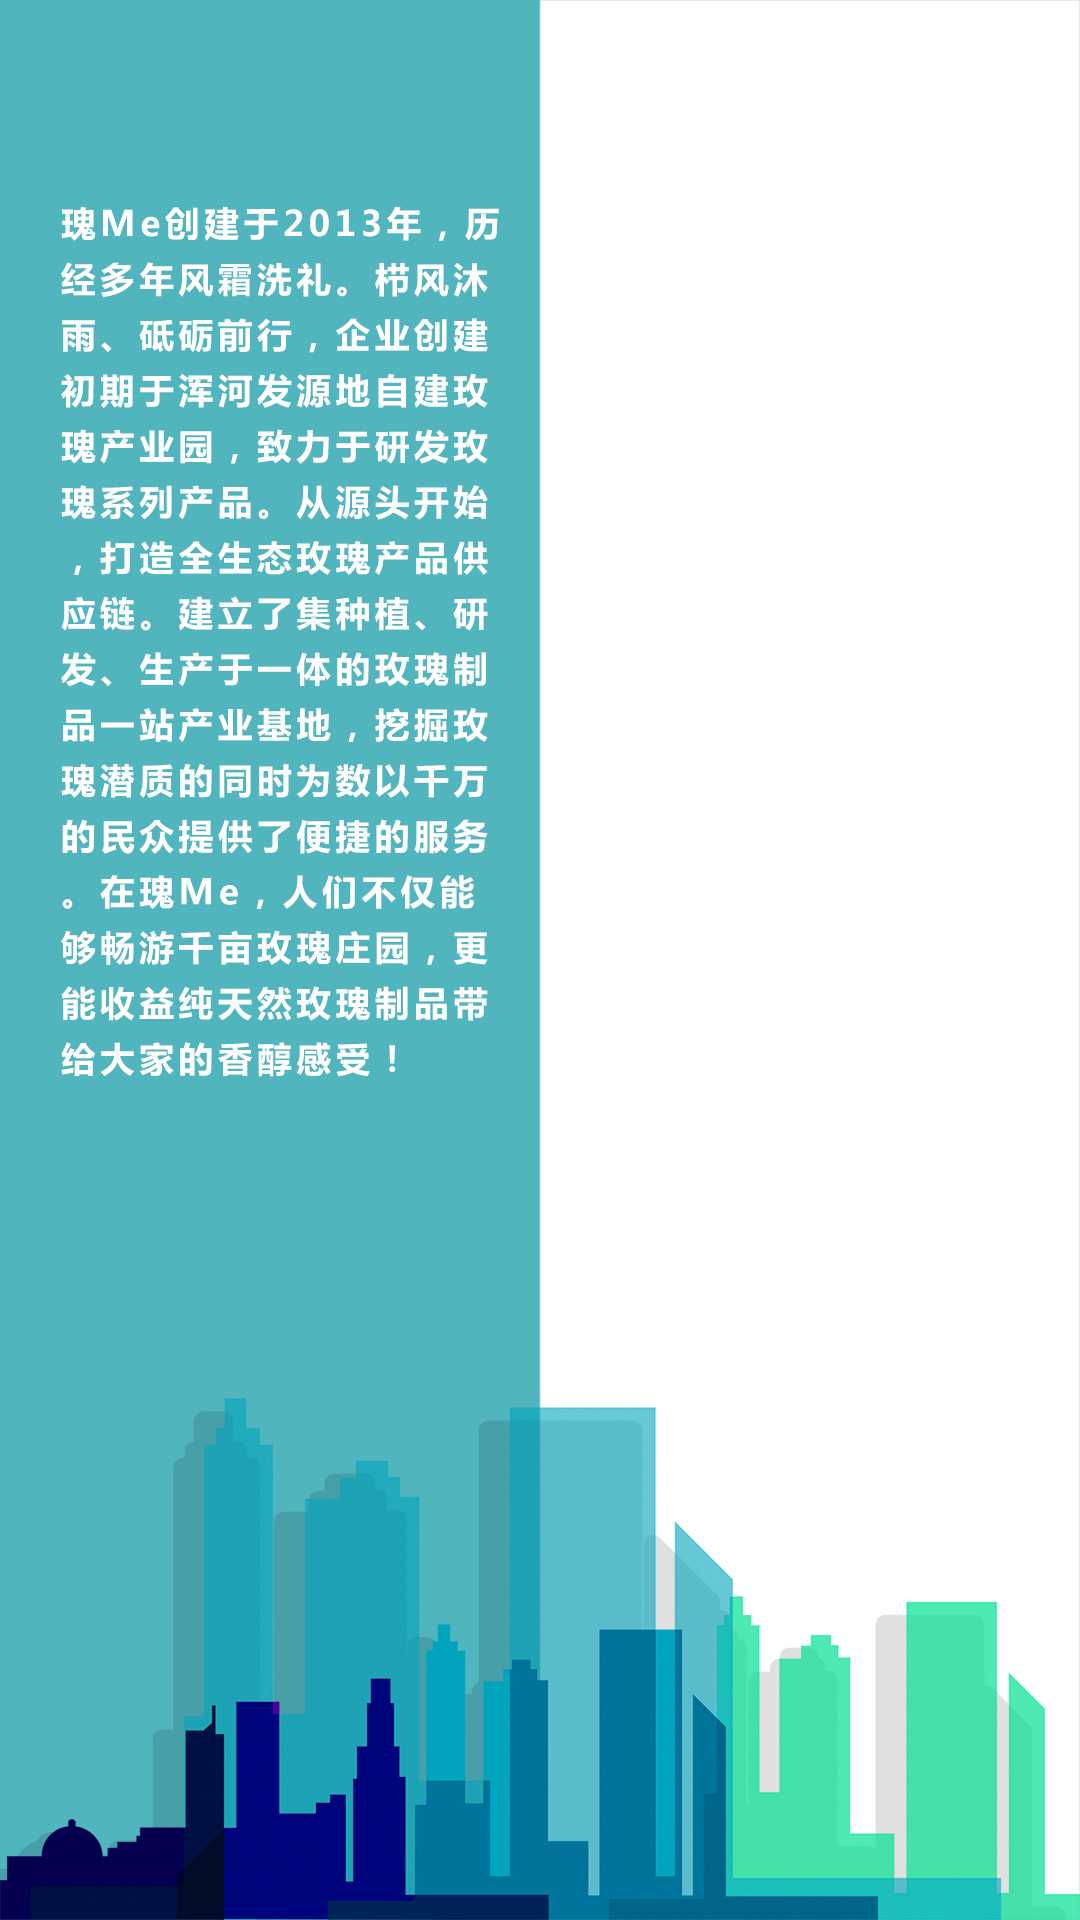 瑰Me创建于2013年，历
经多年风霜洗礼。栉风沐
雨、砥砺前行，企业创建
初期于浑河发源地自建玫
瑰产业园，致力于研发玫
瑰系列产品。从源头开始
，打造全生态玫瑰产品供
应链。建立了集种植、研
发、生产于一体的玫瑰制
品一站产业基地，挖掘玫
瑰潜质的同时为数以千万
的民众提供了便捷的服务
。在瑰Me，人们不仅能
够畅游千亩玫瑰庄园，更
能收益纯天然玫瑰制品带
给大家的香醇感受！